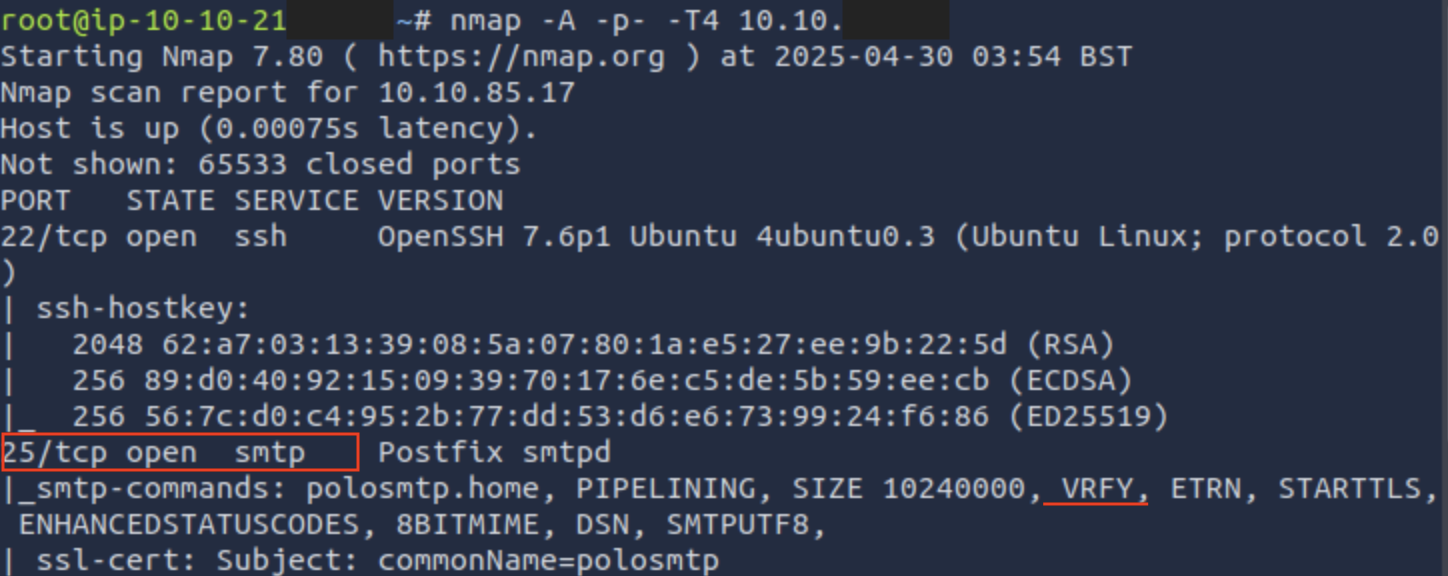 root@ip-10-10-21 ~# nmap -A -p- -T4 10.10.
Starting Nmap 7.80 ( https://nmap.org ) at 2025-04-30 03:54 BST
Nmap scan report for 10.10.85.17
Host is up (0.00075s latency).
Not shown: 65533 closed ports
PORT   STATE SERVICE VERSION
22/tcp open  ssh     OpenSSH 7.6p1 Ubuntu 4ubuntu0.3 (Ubuntu Linux; protocol 2.0
)
| ssh-hostkey:
|   2048 62:a7:03:13:39:08:5a:07:80:1a:e5:27:ee:9b:22:5d (RSA)
|   256 89:d0:40:92:15:09:39:70:17:6e:c5:de:5b:59:ee:cb (ECDSA)
|_  256 56:7c:d0:c4:95:2b:77:dd:53:d6:e6:73:99:24:f6:86 (ED25519)
25/tcp open  smtp    Postfix smtpd
|_smtp-commands: polosmtp.home, PIPELINING, SIZE 10240000, VRFY, ETRN, STARTTLS,
 ENHANCEDSTATUSCODES, 8BITMIME, DSN, SMTPUTF8,
| ssl-cert: Subject: commonName=polosmtp